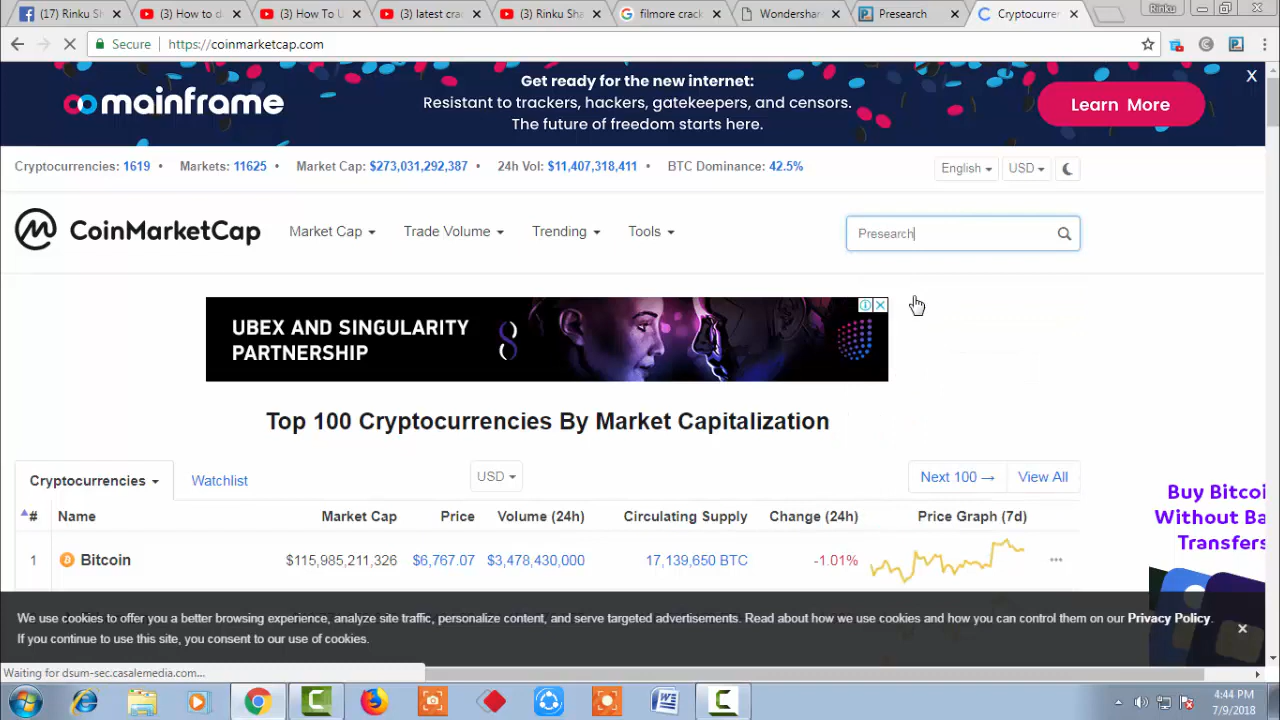 (17) Rinku S
(3) How to d
(3) How To U
(3) latest crac
(3) Rinku Sha
filmore crack
Wondershar
Presearch
Cryptocurre
Rinku
Secure
https://coinmarketcap.com
mainframe
Get ready for the new internet:
Resistant to trackers, hackers, gatekeepers, and censors.
The future of freedom starts here.
Learn More
X
Cryptocurrencies: 1619 • Markets: 11625 • Market Cap: $273,031,292,387 • 24h Vol: $11,407,318,411 • BTC Dominance: 42.5%
English
USD
CoinMarketCap
Market Cap
Trade Volume
Trending
Tools
Presearch
UBEX AND SINGULARITY
PARTNERSHIP
Top 100 Cryptocurrencies By Market Capitalization
Cryptocurrencies
Watchlist
USD
Next 100 →
View All
# Name Market Cap Price Volume (24h) Circulating Supply Change (24h) Price Graph (7d)
1 Bitcoin $115,985,211,326 $6,767.07 $3,478,430,000 17,139,650 BTC -1.01%
Buy Bitcoi
Without Ba
Transfers
We use cookies to offer you a better browsing experience, analyze site traffic, personalize content, and serve targeted advertisements. Read about how we use cookies and how you can control them on our Privacy Policy.
If you continue to use this site, you consent to our use of cookies.
Waiting for dsum-sec.casalemedia.com...
4:44 PM
7/9/2018